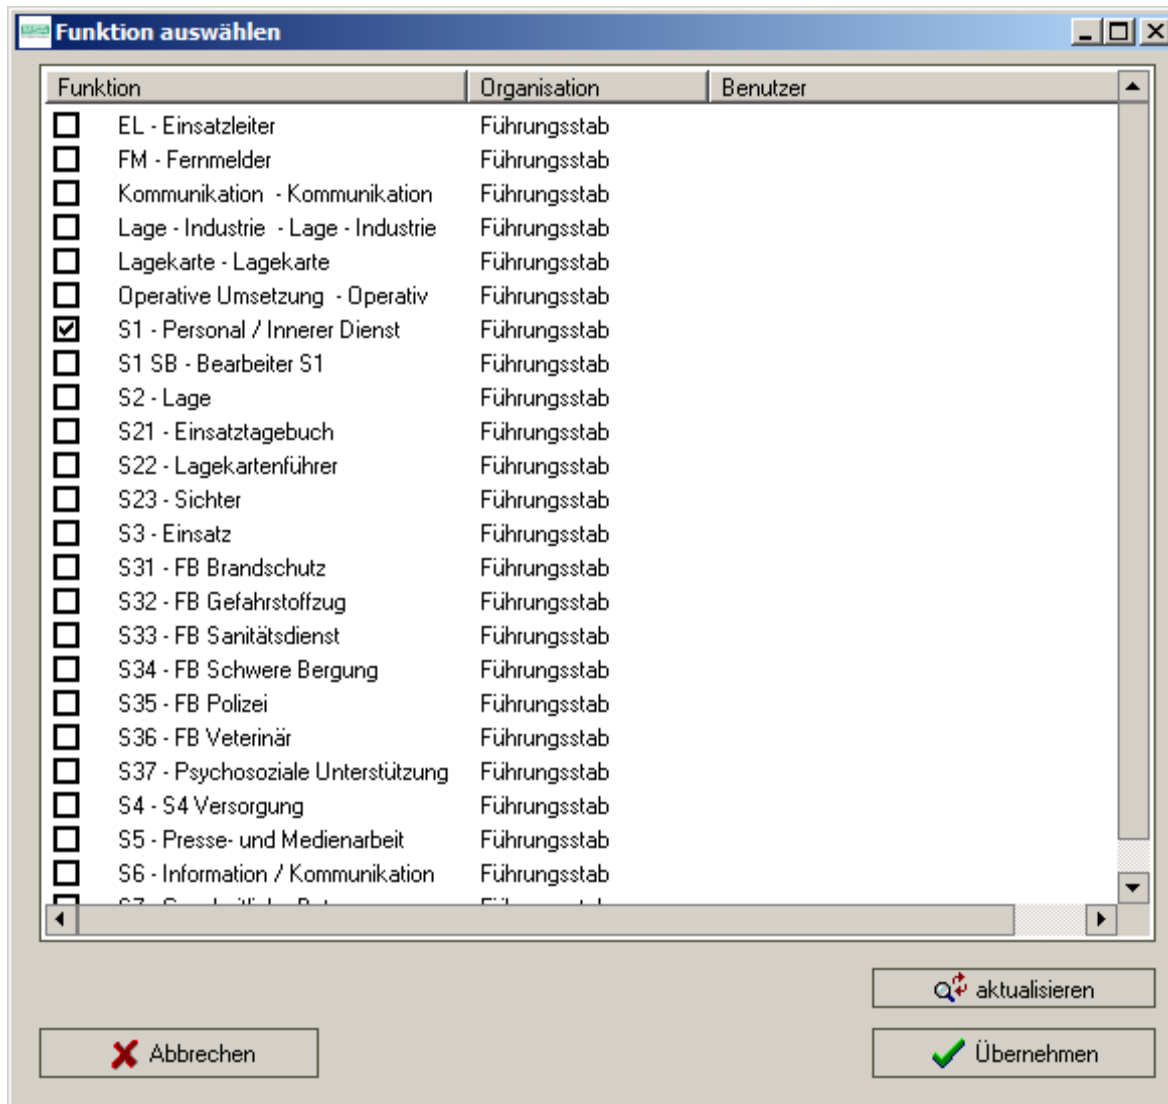 Funktion auswählen
Funktion Organisation Benutzer
EL - Einsatzleiter Führungsstab
FM - Fernmelder Führungsstab
Kommunikation - Kommunikation Führungsstab
Lage - Industrie - Lage - Industrie Führungsstab
Lagekarte - Lagekarte Führungsstab
Operative Umsetzung - Operativ Führungsstab
S1 - Personal / Innerer Dienst Führungsstab
S1 SB - Bearbeiter S1 Führungsstab
S2 - Lage Führungsstab
S21 - Einsatztagebuch Führungsstab
S22 - Lagekartenführer Führungsstab
S23 - Sichter Führungsstab
S3 - Einsatz Führungsstab
S31 - FB Brandschutz Führungsstab
S32 - FB Gefahrstoffzug Führungsstab
S33 - FB Sanitätsdienst Führungsstab
S34 - FB Schwere Bergung Führungsstab
S35 - FB Polizei Führungsstab
S36 - FB Veterinär Führungsstab
S37 - Psychosoziale Unterstützung Führungsstab
S4 - S4 Versorgung Führungsstab
S5 - Presse- und Medienarbeit Führungsstab
S6 - Information / Kommunikation Führungsstab
aktualisieren
Abbrechen Übernehmen